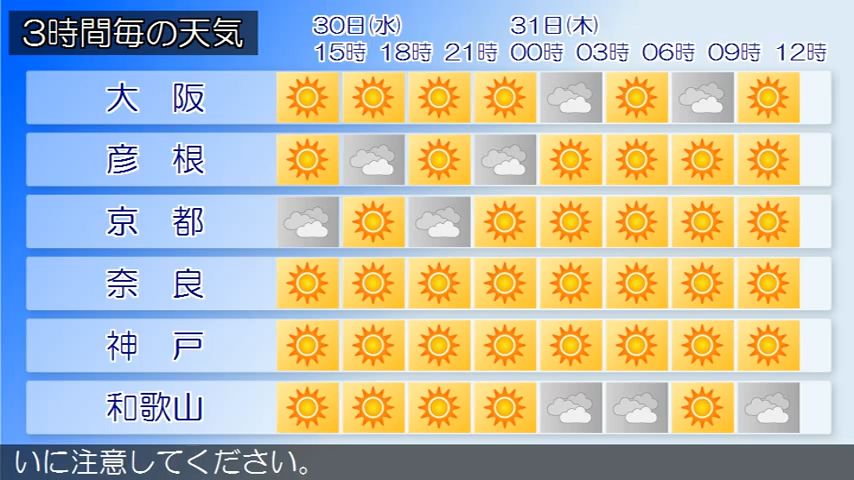 3時間毎の天気
30日(水) 31日(木)
15時 18時 21時 00時 03時 06時 09時 12時
大阪
彦根
京都
奈良
神戸
和歌山
いに注意してください。